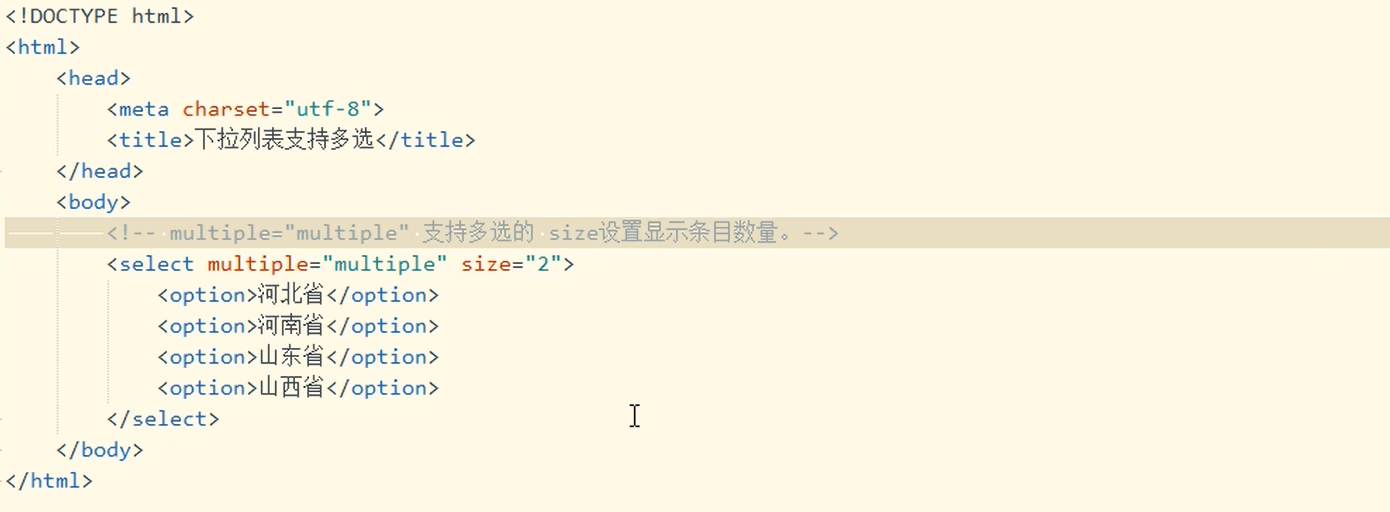 <!DOCTYPE html>
<html>
    <head>
        <meta charset="utf-8">
        <title>下拉列表支持多选</title>
    </head>
    <body>
        <!-- multiple="multiple" 支持多选的 size设置显示条目数量。-->
        <select multiple="multiple" size="2">
            <option>河北省</option>
            <option>河南省</option>
            <option>山东省</option>
            <option>山西省</option>
        </select>
    </body>
</html>